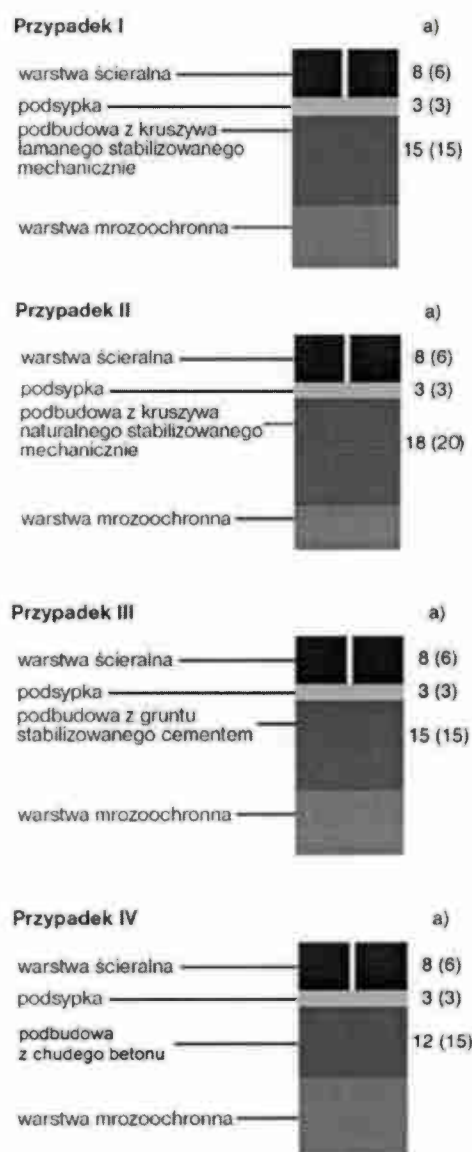 Przypadek I a)
warstwa ścieralna 8 (6)
podsypka 3 (3)
podbudowa z kruszywa 15 (15)
łamanego stabilizowanego
mechanicznie
warstwa mrozoochronna
Przypadek II a)
warstwa ścieralna 8 (6)
podsypka 3 (3)
podbudowa z kruszywa
naturalnego stabilizowanego 18 (20)
mechanicznie
warstwa mrozoochronna
Przypadek III a)
warstwa ścieralna 8 (6)
podsypka 3 (3)
podbudowa z gruntu
stabilizowanego cementem 15 (15)
warstwa mrozoochronna
Przypadek IV a)
warstwa ścieralna 8 (6)
podsypka 3 (3)
podbudowa 12 (15)
z chudego betonu
warstwa mrozoochronna